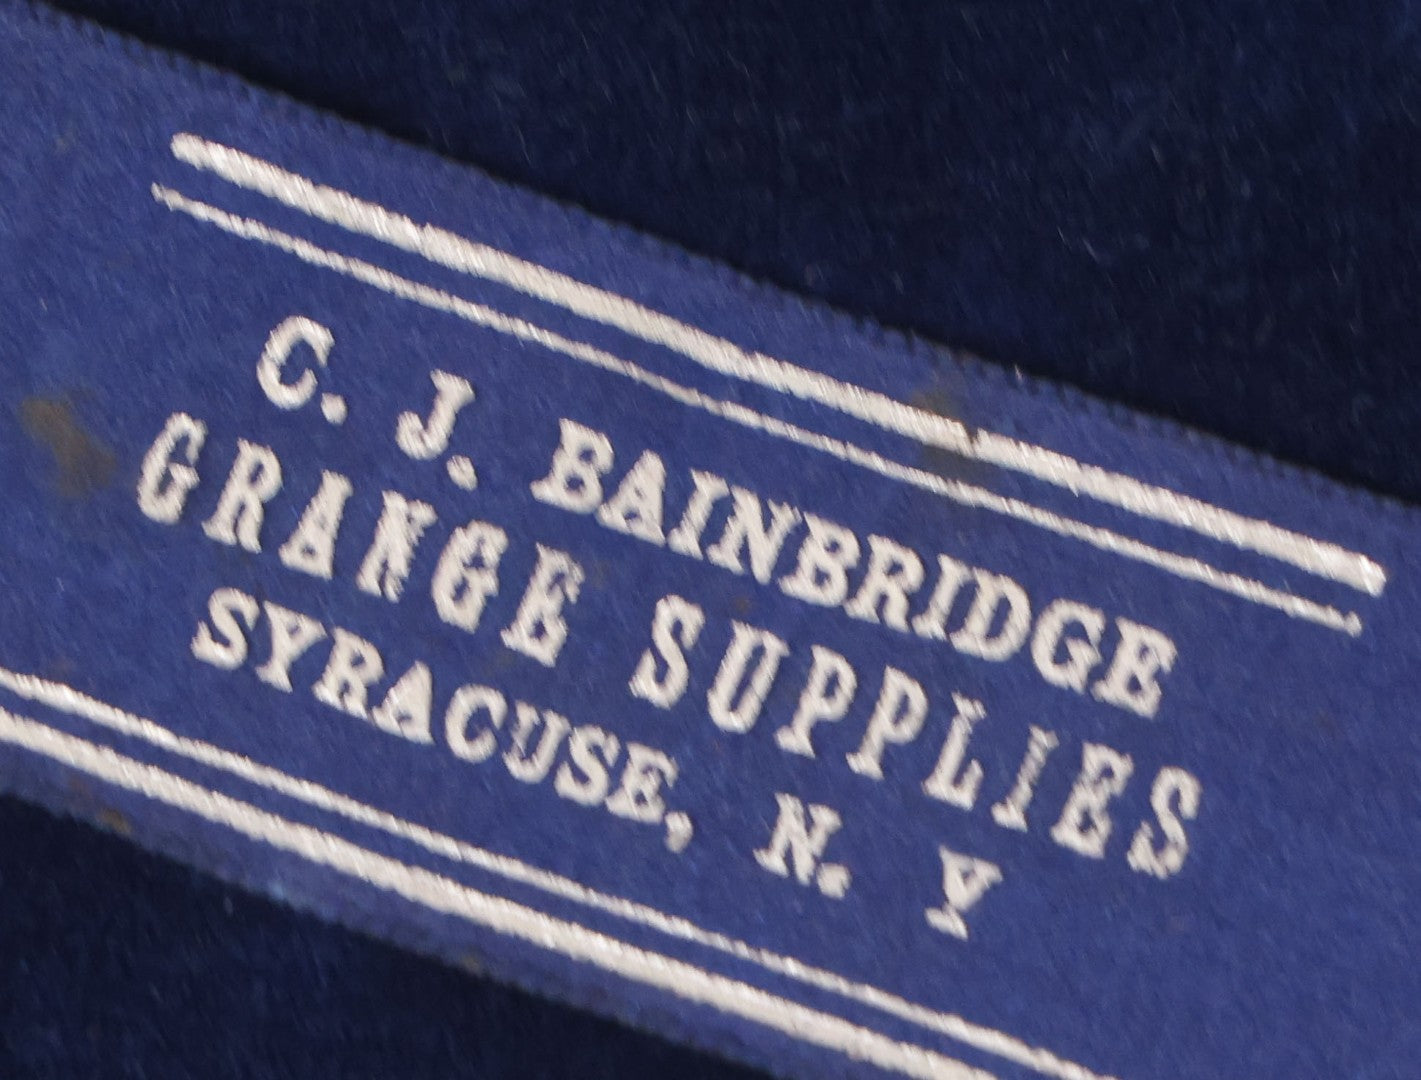 C. J. BAINBRIDGE
GRANGE SUPPLIES
SYRACUSE, N. Y